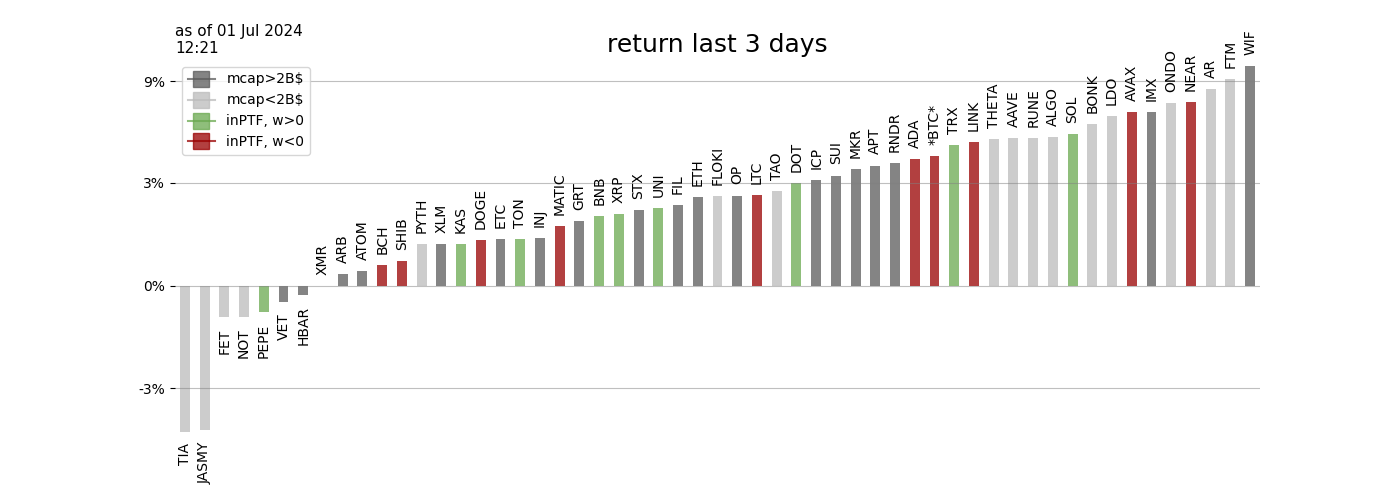 as of 01 Jul 2024
12:21
return last 3 days
mcap>2B$
mcap<2B$
inPTF, w>0
inPTF, w<0
9%
3%
0%
-3%
TIA
JASMY
FET
NOT
PEPE
VET
HBAR
XMR
ARB
ATOM
BCH
SHIB
PYTH
XLM
KAS
DOGE
ETC
TON
INJ
MATIC
GRT
BNB
XRP
STX
UNI
FIL
ETH
FLOKI
OP
LTC
TAO
DOT
ICP
SUI
MKR
APT
RNDR
ADA
*BTC*
TRX
LINK
THETA
AAVE
RUNE
ALGO
SOL
BONK
LDO
AVAX
IMX
ONDO
NEAR
AR
FTM
WIF